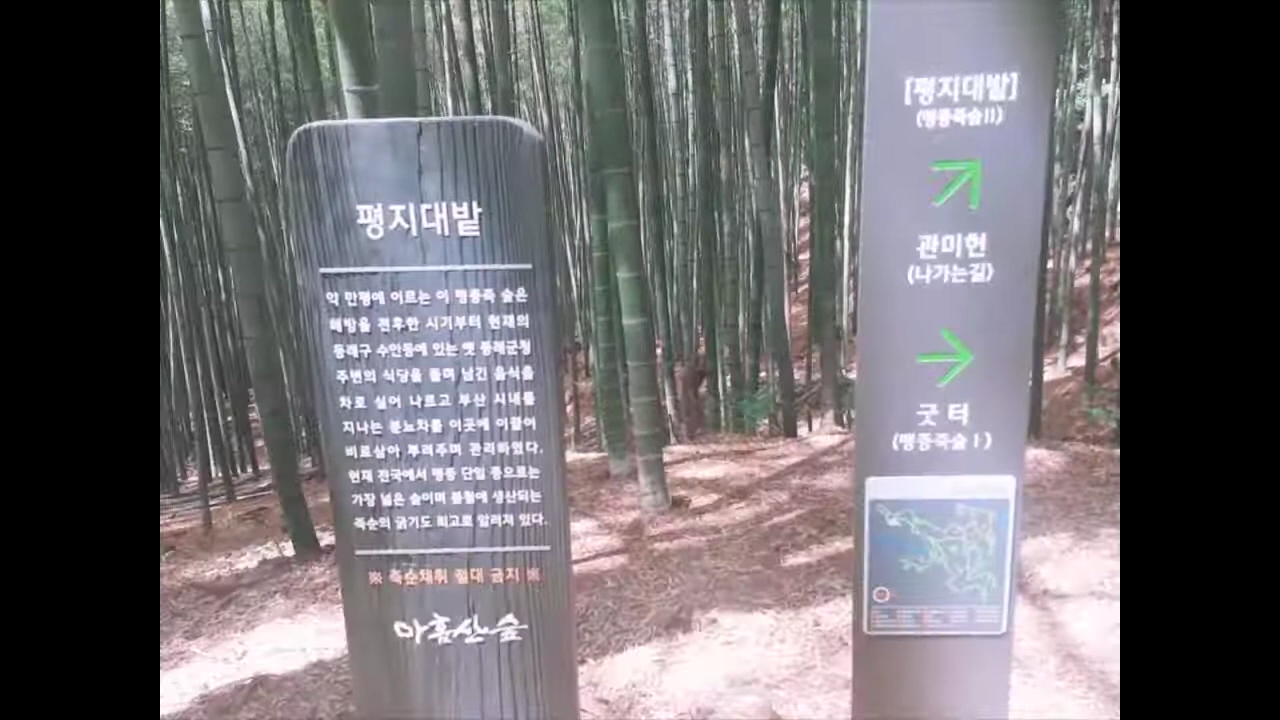 평지대밭
약 만평에 이르는 이 맹종죽 숲은
해방을 전후한 시기부터 현재의
동래구 수안동에 있는 옛 동래군청
주변의 식당을 돌며 남긴 음식을
차로 실어 나르고 부산 시내를
지나는 분뇨차를 이곳에 이끌어
비료삼아 뿌려주며 관리하였다.
현재 전국에서 맹종 단일 종으로는
가장 넓은 숲이며 봄철에 생산되는
죽순의 굵기도 최고로 알려져 있다.
※ 죽순채취 절대 금지 ※
아홉산숲
[평지대밭]
(맹종죽숲II)
관미헌
(나가는길)
굿 터
(맹종죽숲 I )